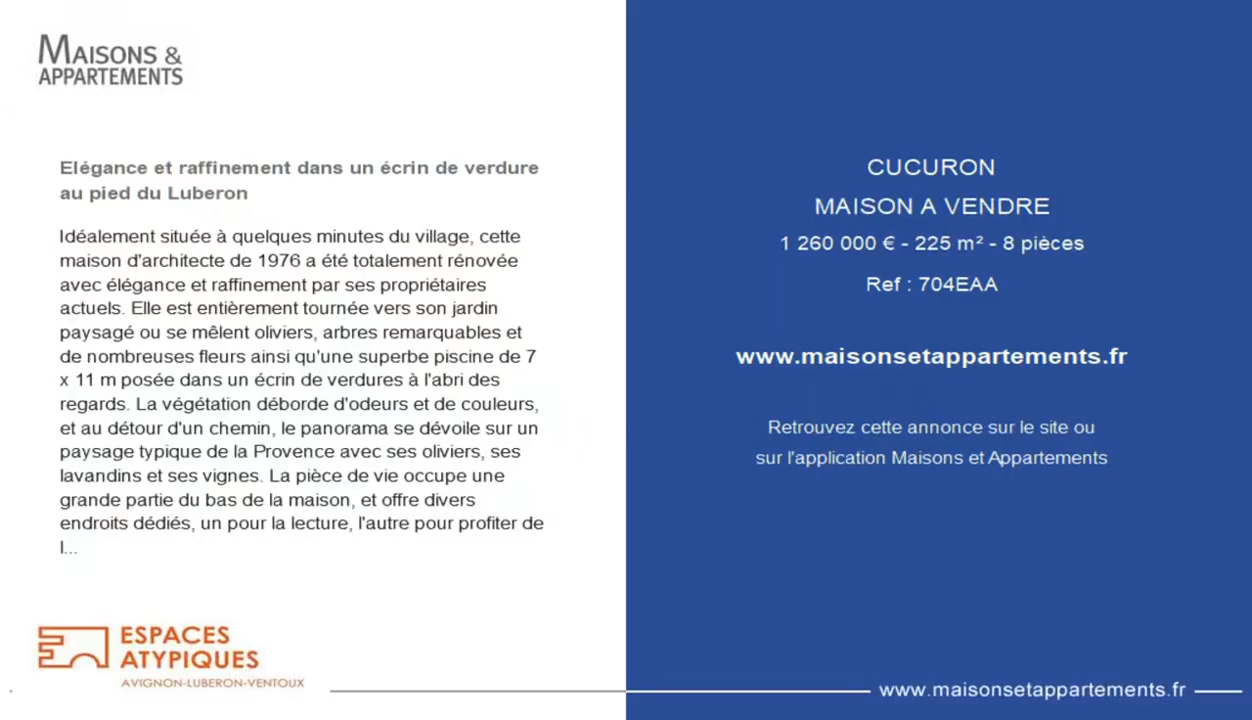 MAISONS &
APPARTEMENTS
Elégance et raffinement dans un écrin de verdure
au pied du Luberon
Idéalement située à quelques minutes du village, cette
maison d'architecte de 1976 a été totalement rénovée
avec élégance et raffinement par ses propriétaires
actuels. Elle est entièrement tournée vers son jardin
paysagé ou se mêlent oliviers, arbres remarquables et
de nombreuses fleurs ainsi qu'une superbe piscine de 7
x 11 m posée dans un écrin de verdures à l'abri des
regards. La végétation déborde d'odeurs et de couleurs,
et au détour d'un chemin, le panorama se dévoile sur un
paysage typique de la Provence avec ses oliviers, ses
lavandins et ses vignes. La pièce de vie occupe une
grande partie du bas de la maison, et offre divers
endroits dédiés, un pour la lecture, l'autre pour profiter de
l...
ESPACES
ATYPIQUES
AVIGNON-LUBERON-VENTOUX
CUCURON
MAISON A VENDRE
1 260 000 € - 225 m² - 8 pièces
Ref : 704EAA
www.maisonsetappartements.fr
Retrouvez cette annonce sur le site ou
sur l'application Maisons et Appartements
www.maisonsetappartements.fr